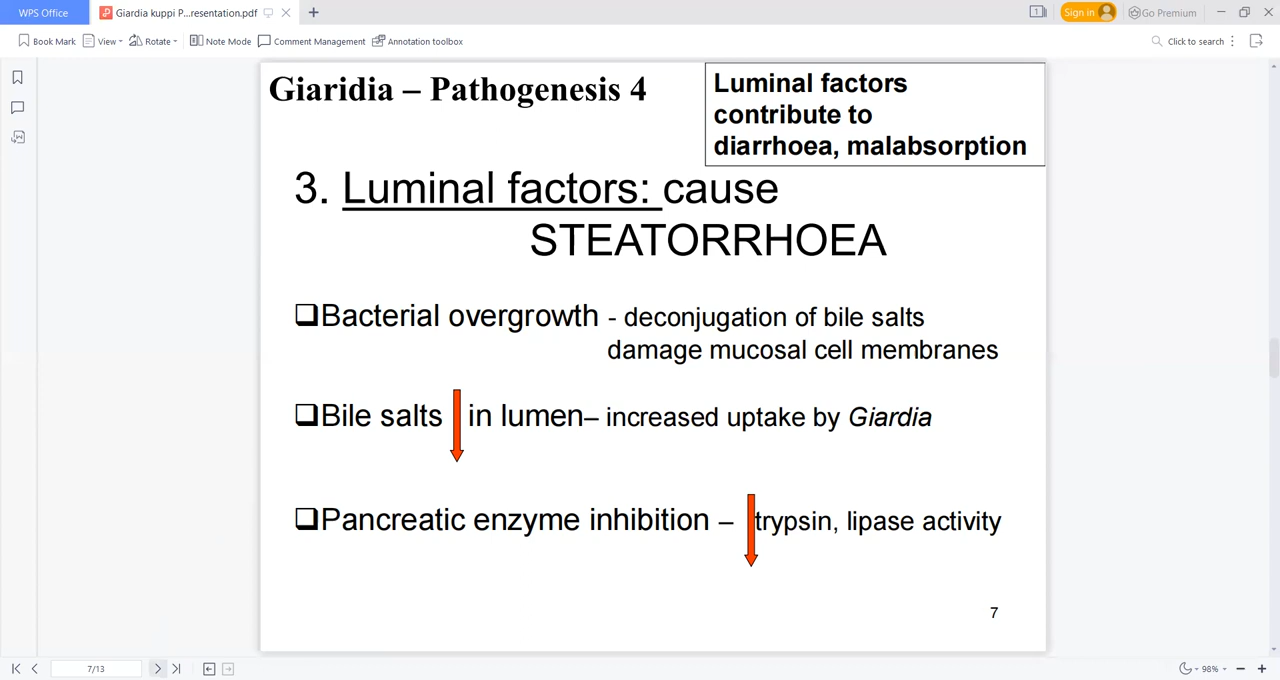 WPS Office
Giardia kuppi P...resentation.pdf
1
Sign in
Go Premium
Book Mark
View
Rotate
Note Mode
Comment Management
Annotation toolbox
Click to search
Giaridia – Pathogenesis 4
Luminal factors
contribute to
diarrhoea, malabsorption
3. Luminal factors: cause
STEATORRHOEA
❑Bacterial overgrowth - deconjugation of bile salts
damage mucosal cell membranes
❑Bile salts in lumen– increased uptake by Giardia
❑Pancreatic enzyme inhibition – trypsin, lipase activity
7
7/13
98%